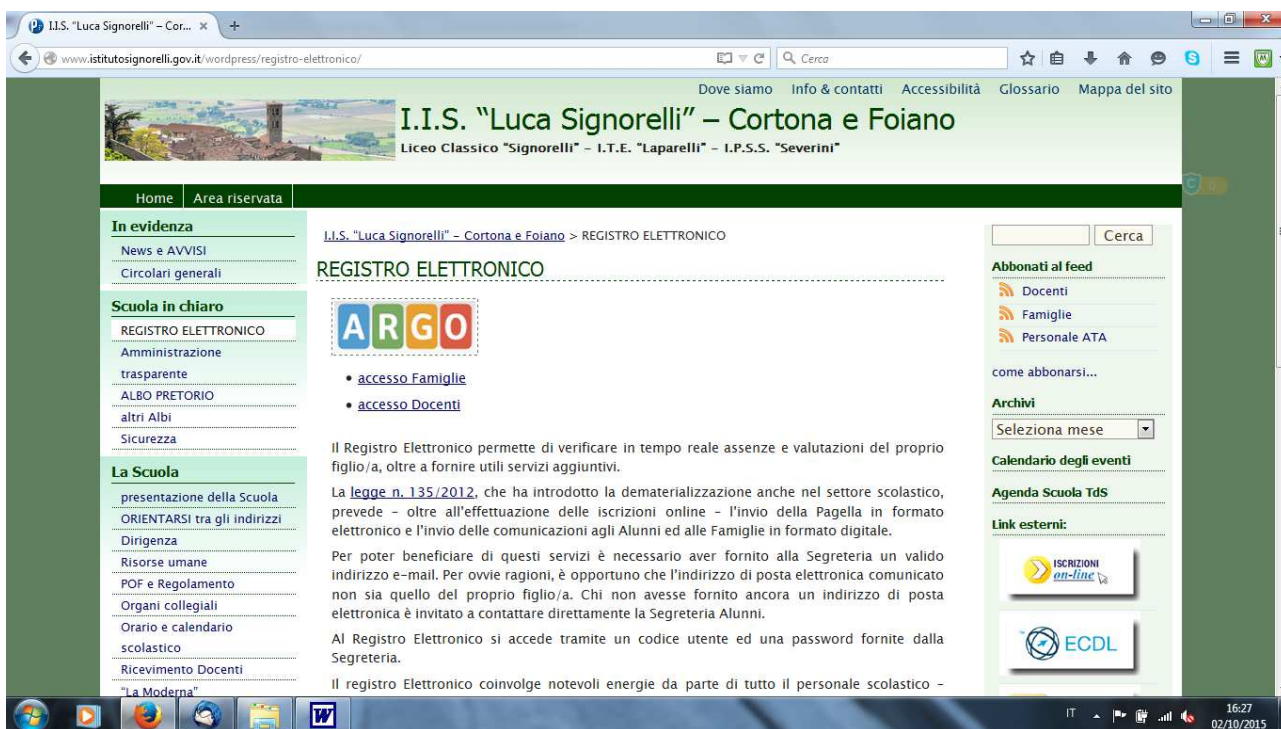 I.I.S. "Luca Signorelli" – Cor...
www.istitutosignorelli.gov.it/wordpress/registro-elettronico/
Cerca
Dove siamo Info & contatti Accessibilità Glossario Mappa del sito
I.I.S. "Luca Signorelli" – Cortona e Foiano
Liceo Classico "Signorelli" – I.T.E. "Laparelli" – I.P.S.S. "Severini"
Home Area riservata
In evidenza
News e AVVISI
Circolari generali
Scuola in chiaro
REGISTRO ELETTRONICO
Amministrazione
trasparente
ALBO PRETORIO
altri Albi
Sicurezza
La Scuola
presentazione della Scuola
ORIENTARSI tra gli indirizzi
Dirigenza
Risorse umane
POF e Regolamento
Organi collegiali
Orario e calendario
scolastico
Ricevimento Docenti
"La Moderna"
I.I.S. "Luca Signorelli" – Cortona e Foiano > REGISTRO ELETTRONICO
REGISTRO ELETTRONICO
ARGO
• accesso Famiglie
• accesso Docenti
Il Registro Elettronico permette di verificare in tempo reale assenze e valutazioni del proprio
figlio/a, oltre a fornire utili servizi aggiuntivi.
La legge n. 135/2012, che ha introdotto la dematerializzazione anche nel settore scolastico,
prevede – oltre all'effettuazione delle iscrizioni online – l'invio della Pagella in formato
elettronico e l'invio delle comunicazioni agli Alunni ed alle Famiglie in formato digitale.
Per poter beneficiare di questi servizi è necessario aver fornito alla Segreteria un valido
indirizzo e-mail. Per ovvie ragioni, è opportuno che l'indirizzo di posta elettronica comunicato
non sia quello del proprio figlio/a. Chi non avesse fornito ancora un indirizzo di posta
elettronica è invitato a contattare direttamente la Segreteria Alunni.
Al Registro Elettronico si accede tramite un codice utente ed una password fornite dalla
Segreteria.
Il registro Elettronico coinvolge notevoli energie da parte di tutto il personale scolastico –
Cerca
Abbonati al feed
Docenti
Famiglie
Personale ATA
come abbonarsi...
Archivi
Seleziona mese
Calendario degli eventi
Agenda Scuola TdS
Link esterni:
ISCRIZIONI
on-line
ECDL
IT
16:27
02/10/2015